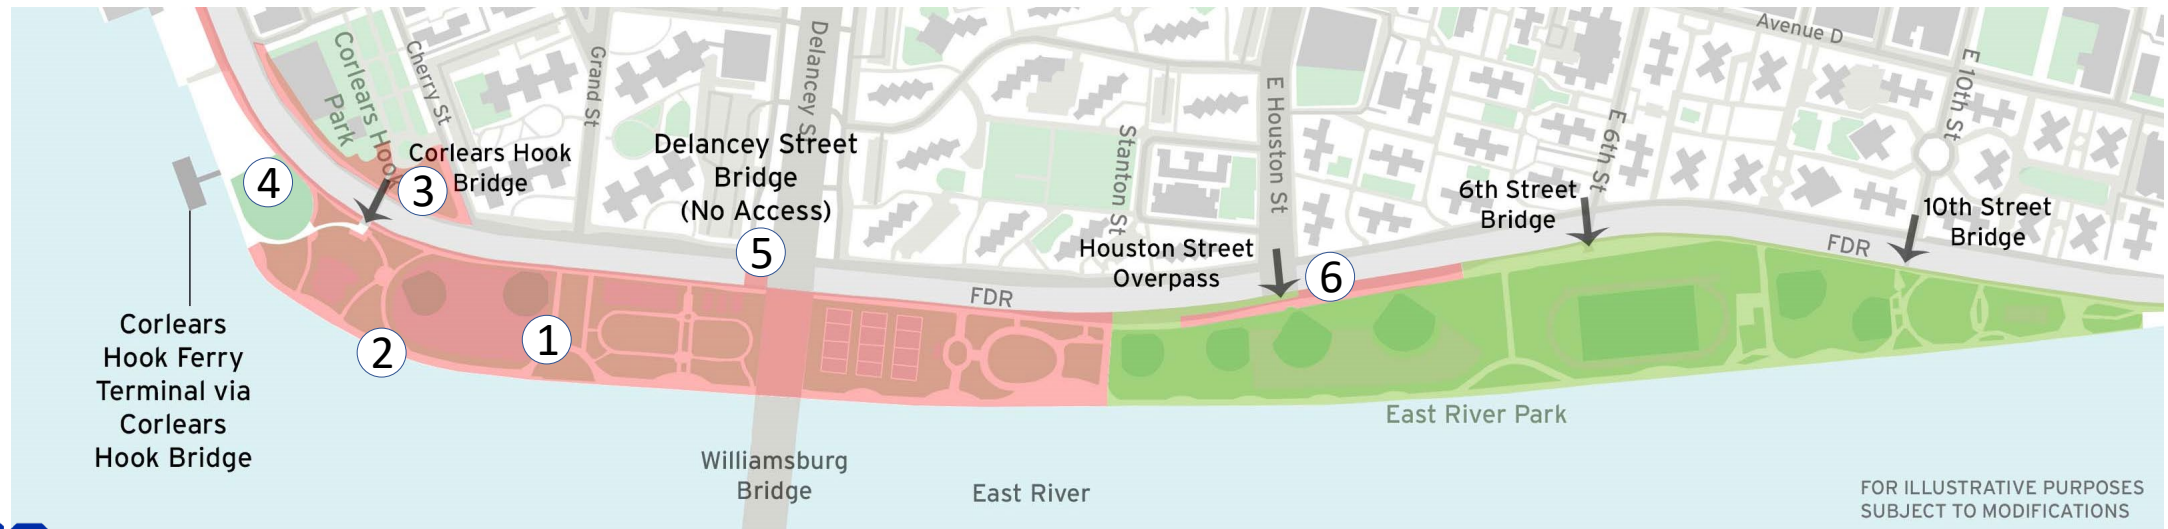 Corlears Hook
Park
Cherry St
Grand St
Delancey S
Avenue D
E 10th St
E Houston St
Stanton St
E 6th St
Corlears Hook
Bridge
3
4
Delancey Street
Bridge
(No Access)
5
Houston Street
Overpass
6
6th Street
Bridge
10th Street
Bridge
FDR
FDR
1
2
Corlears
Hook Ferry
Terminal via
Corlears
Hook Bridge
Williamsburg
Bridge
East River
East River Park
FOR ILLUSTRATIVE PURPOSES
SUBJECT TO MODIFICATIONS